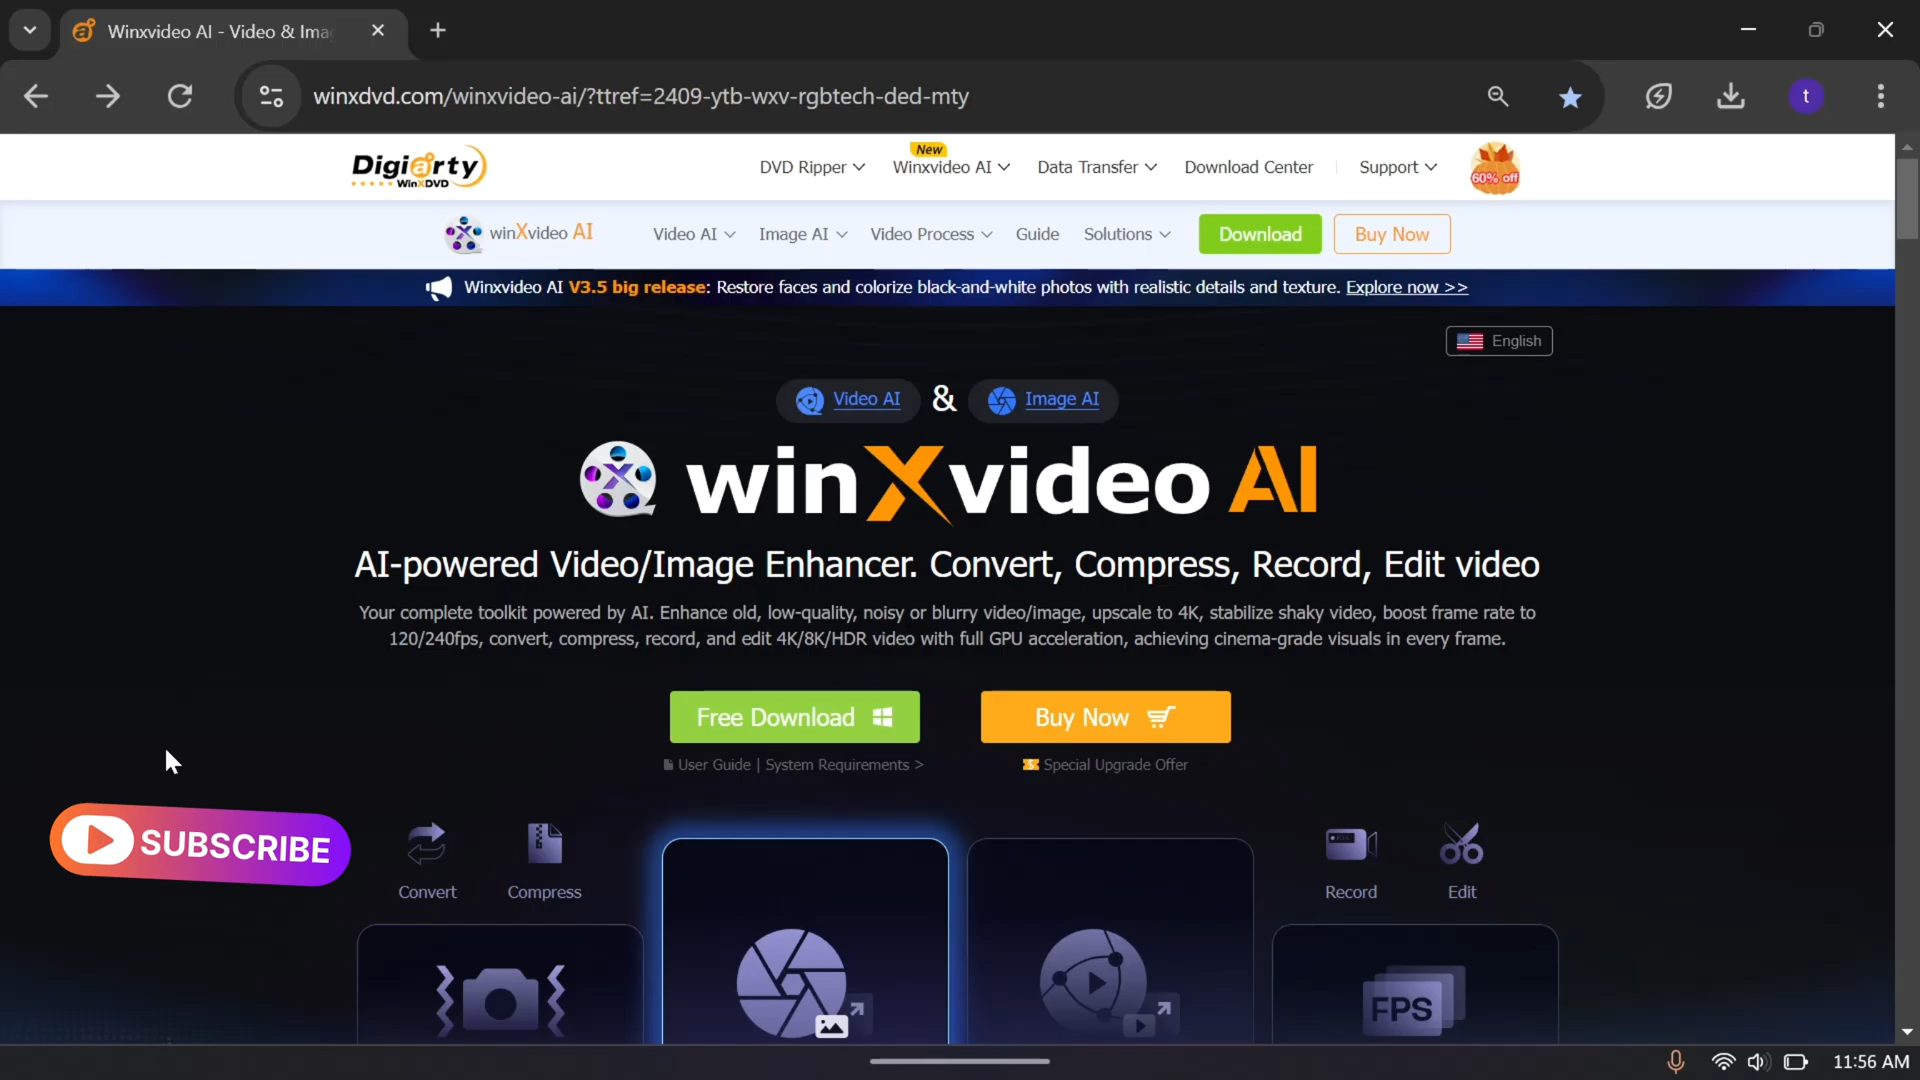 Winxvideo AI - Video & Ima
winxdvd.com/winxvideo-ai/?ttref=2409-ytb-wxv-rgbtech-ded-mty
t
Digiarty
WinXDVD
DVD Ripper
New
Winxvideo AI
Data Transfer
Download Center
Support
60% off
winXvideo AI
Video AI
Image AI
Video Process
Guide
Solutions
Download
Buy Now
Winxvideo AI V3.5 big release: Restore faces and colorize black-and-white photos with realistic details and texture. Explore now >>
English
Video AI & Image AI
winXvideo AI
AI-powered Video/Image Enhancer. Convert, Compress, Record, Edit video
Your complete toolkit powered by AI. Enhance old, low-quality, noisy or blurry video/image, upscale to 4K, stabilize shaky video, boost frame rate to
120/240fps, convert, compress, record, and edit 4K/8K/HDR video with full GPU acceleration, achieving cinema-grade visuals in every frame.
Free Download
Buy Now
User Guide | System Requirements >
Special Upgrade Offer
SUBSCRIBE
Convert
Compress
Record
Edit
FPS
11:56 AM